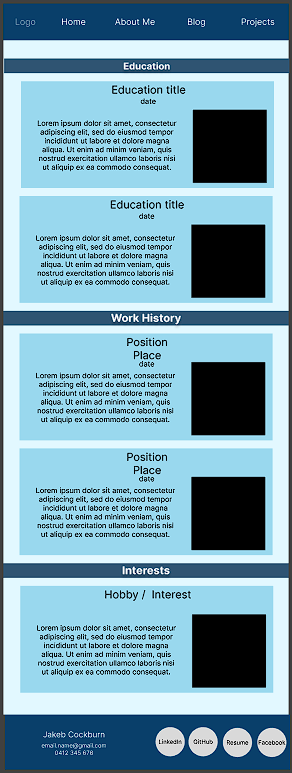 Logo Home About Me Blog Projects
Education
Education title
date
Lorem ipsum dolor sit amet, consectetur
adipiscing elit, sed do eiusmod tempor
incididunt ut labore et dolore magna
aliqua. Ut enim ad minim veniam, quis
nostrud exercitation ullamco laboris nisi
ut aliquip ex ea commodo consequat.
Education title
date
Lorem ipsum dolor sit amet, consectetur
adipiscing elit, sed do eiusmod tempor
incididunt ut labore et dolore magna
aliqua. Ut enim ad minim veniam, quis
nostrud exercitation ullamco laboris nisi
ut aliquip ex ea commodo consequat.
Work History
Position
Place
date
Lorem ipsum dolor sit amet, consectetur
adipiscing elit, sed do eiusmod tempor
incididunt ut labore et dolore magna
aliqua. Ut enim ad minim veniam, quis
nostrud exercitation ullamco laboris nisi
ut aliquip ex ea commodo consequat.
Position
Place
date
Lorem ipsum dolor sit amet, consectetur
adipiscing elit, sed do eiusmod tempor
incididunt ut labore et dolore magna
aliqua. Ut enim ad minim veniam, quis
nostrud exercitation ullamco laboris nisi
ut aliquip ex ea commodo consequat.
Interests
Hobby / Interest
Lorem ipsum dolor sit amet, consectetur
adipiscing elit, sed do eiusmod tempor
incididunt ut labore et dolore magna
aliqua. Ut enim ad minim veniam, quis
nostrud exercitation ullamco laboris nisi
ut aliquip ex ea commodo consequat.
Jakeb Cockburn
email.name@gmail.com
0412 345 678
LinkedIn GitHub Resume Facebook